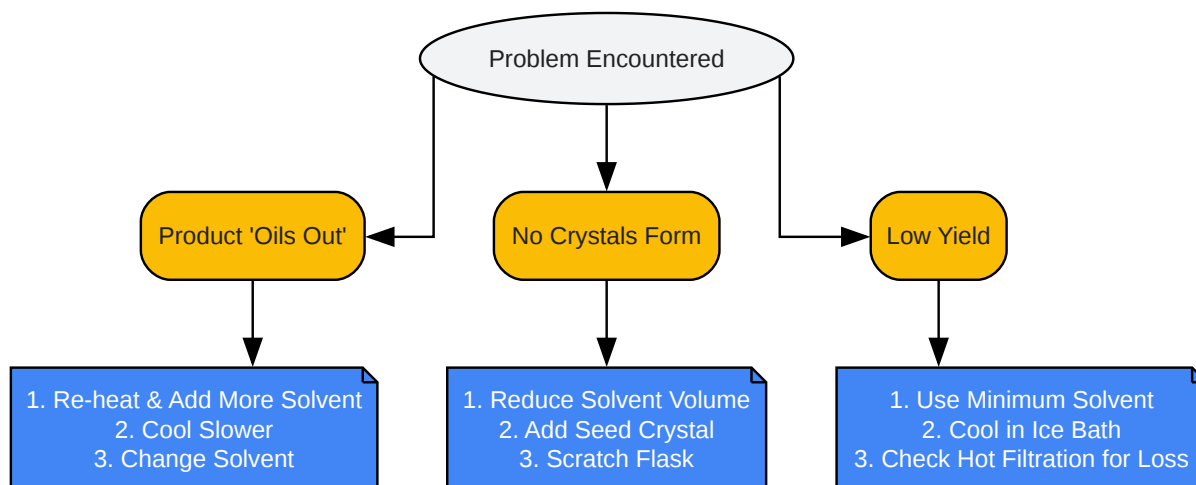 Problem Encountered
Product 'Oils Out'
No Crystals Form
Low Yield
1. Re-heat & Add More Solvent
2. Cool Slower
3. Change Solvent
1. Reduce Solvent Volume
2. Add Seed Crystal
3. Scratch Flask
1. Use Minimum Solvent
2. Cool in Ice Bath
3. Check Hot Filtration for Loss